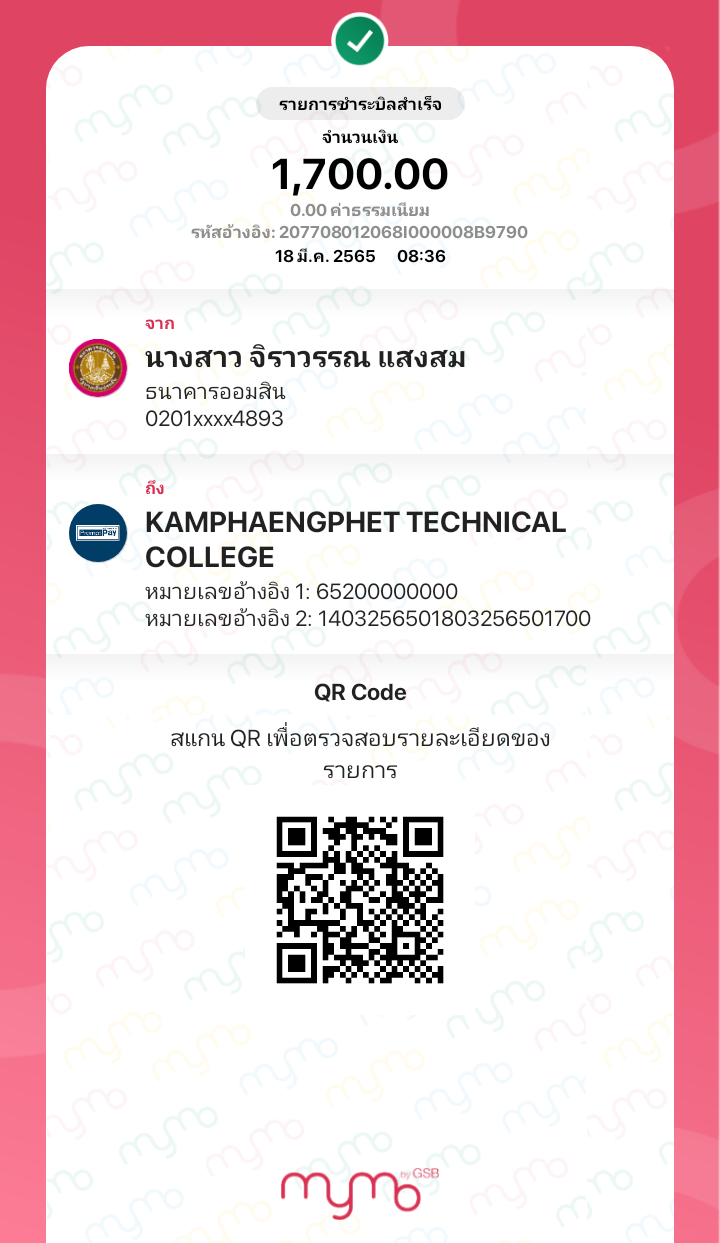 รายการชำระบิลสำเร็จ
จำนวนเงิน
1,700.00
0.00 ค่าธรรมเนียม
รหัสอ้างอิง: 207708012068I000008B9790
18 มี.ค. 2565 08:36
จาก
นางสาว จิราวรรณ แสงสม
ธนาคารออมสิน
0201xxxx4893
ถึง
PromptPay
KAMPHAENGPHET TECHNICAL
COLLEGE
หมายเลขอ้างอิง 1: 65200000000
หมายเลขอ้างอิง 2: 1403256501803256501700
QR Code
สแกน QR เพื่อตรวจสอบรายละเอียดของ
รายการ
mymo by GSB